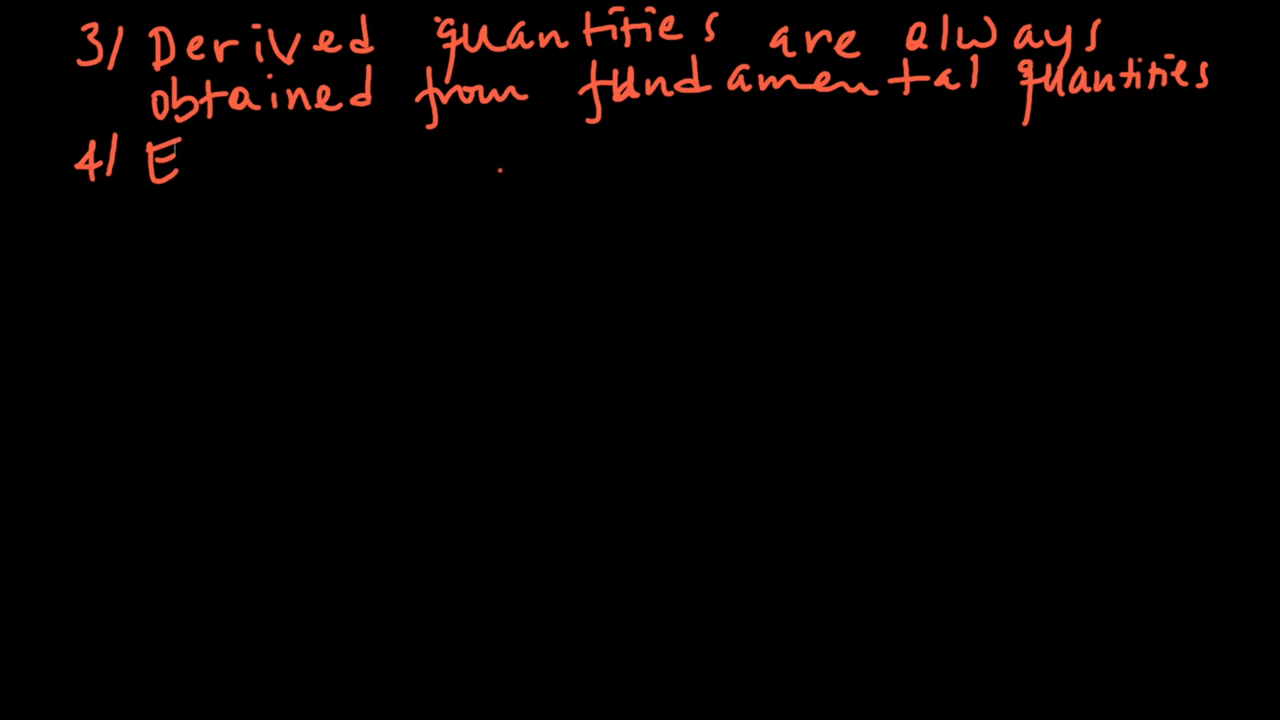 3/ Derived quantities are always
obtained from fundamental quantities
4/ E